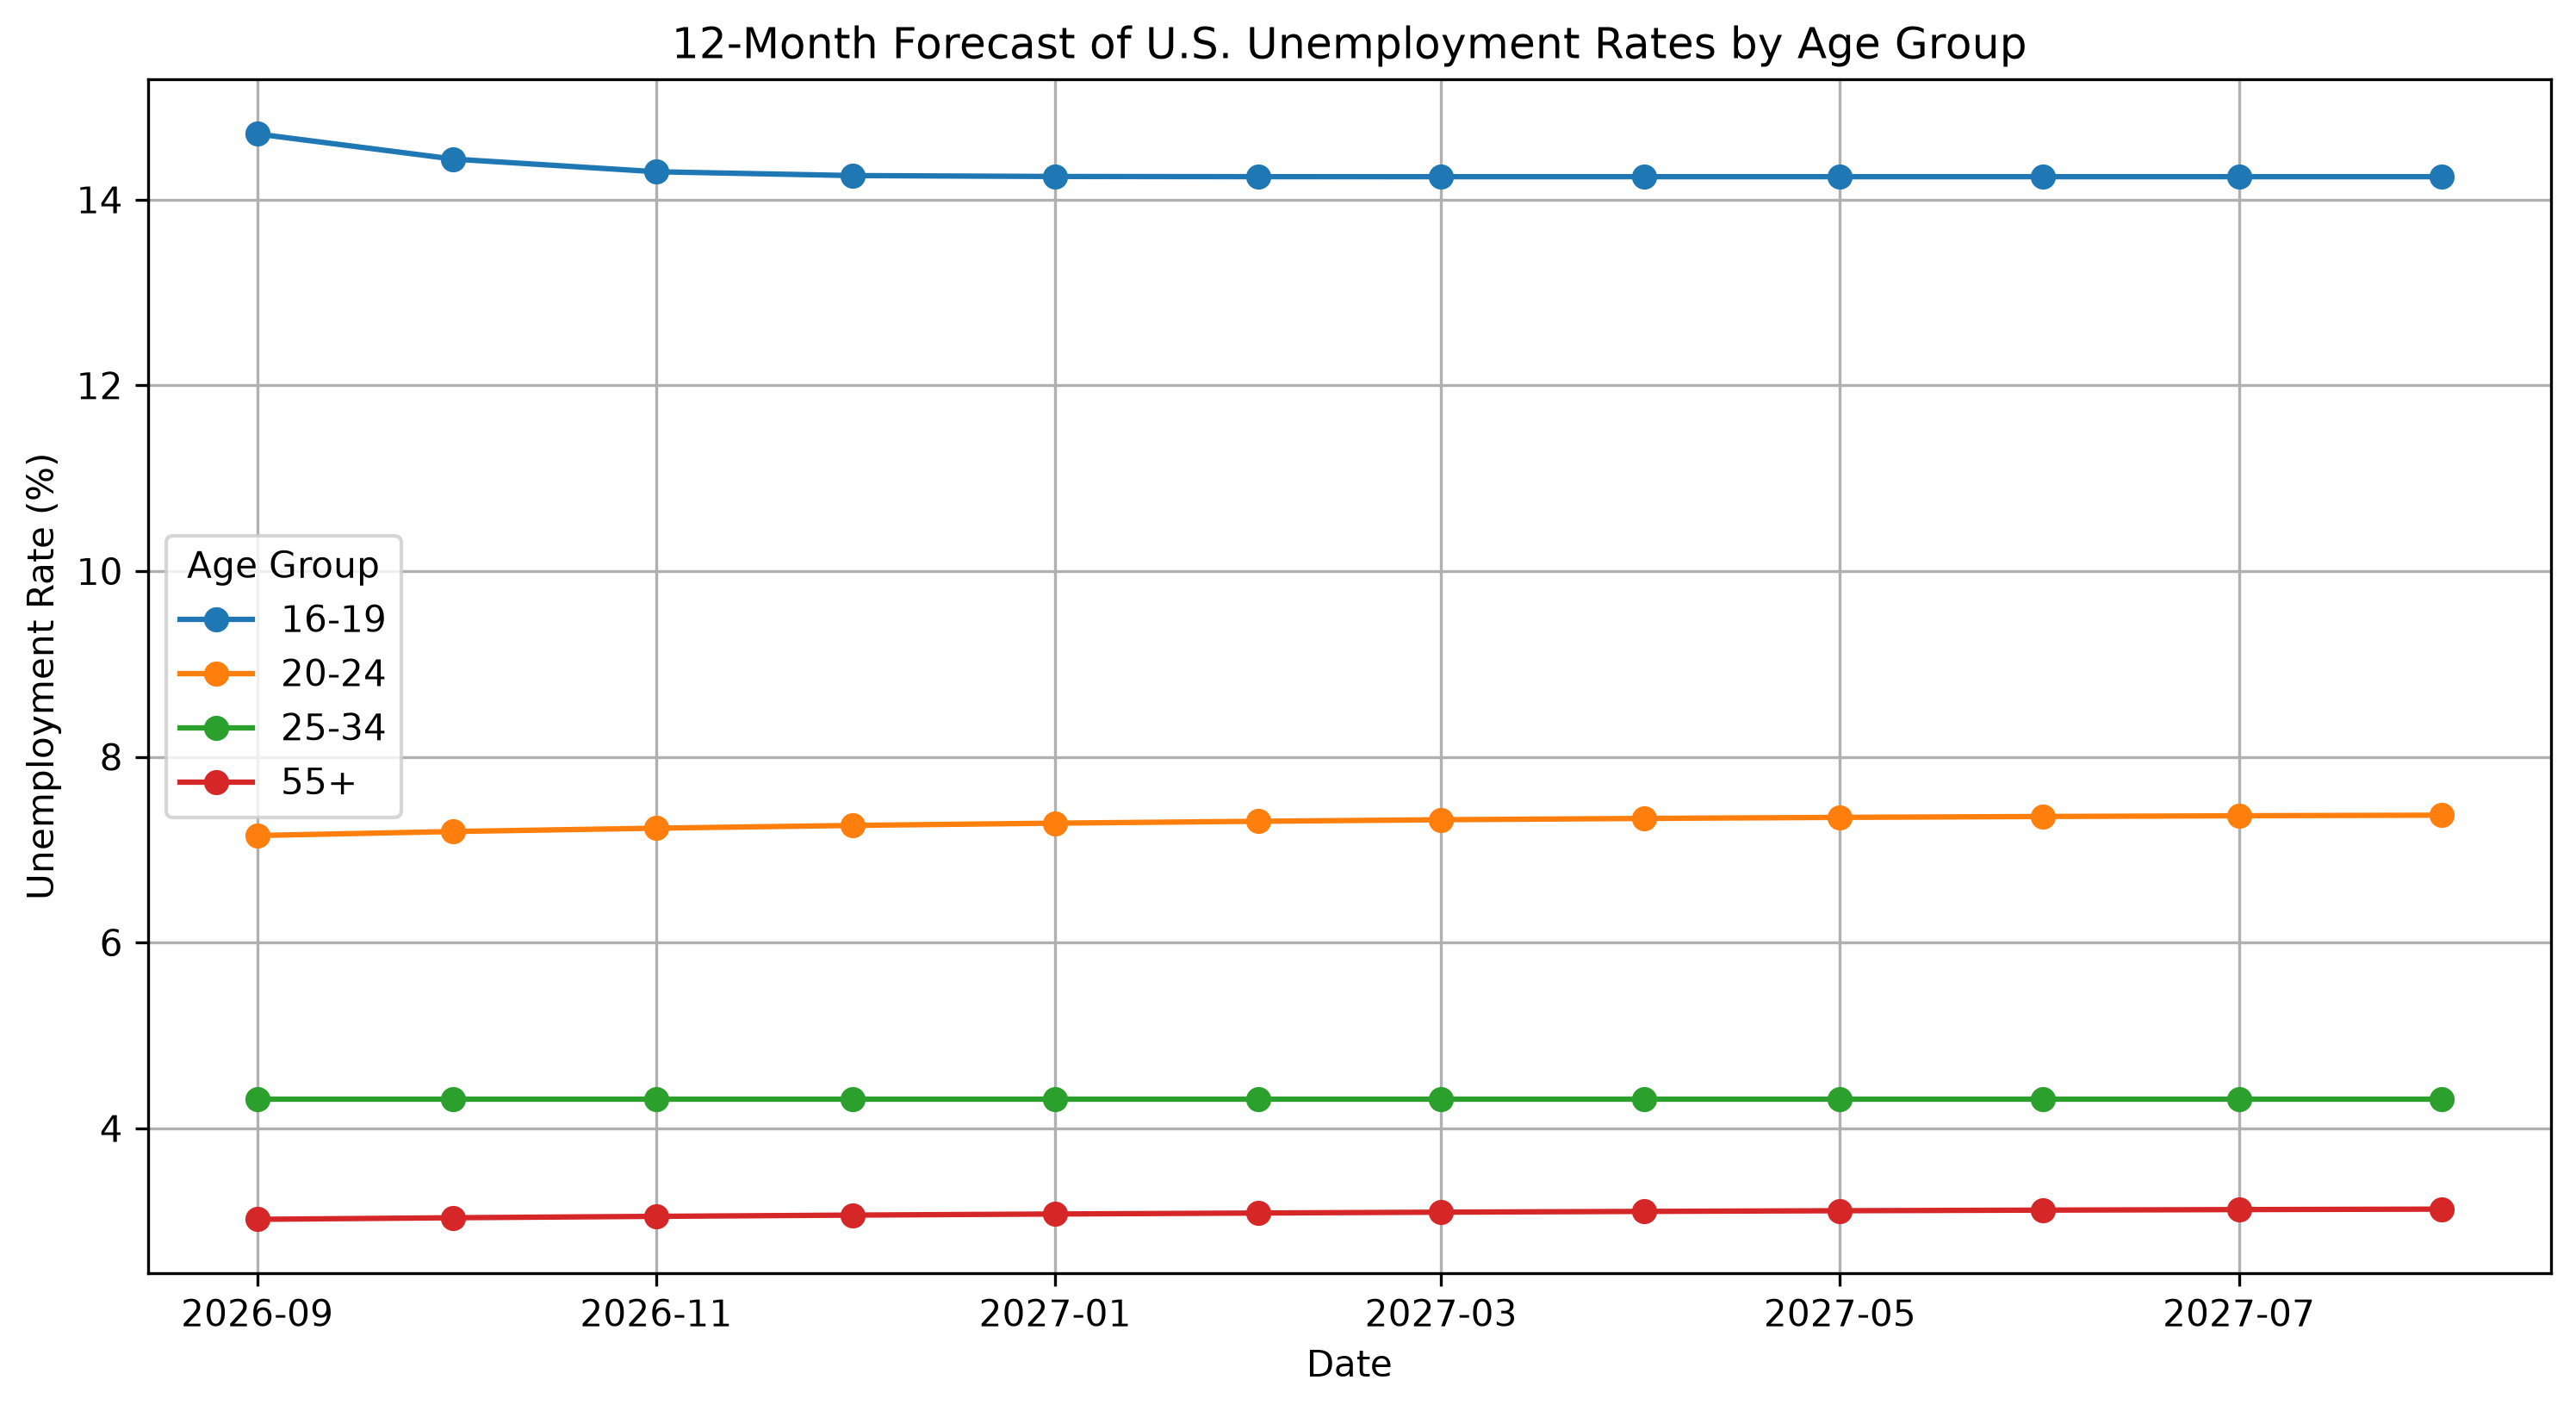 12-Month Forecast of U.S. Unemployment Rates by Age Group
Unemployment Rate (%)
14
12
10
8
6
4
Age Group
16-19
20-24
25-34
55+
2026-09 2026-11 2027-01 2027-03 2027-05 2027-07
Date